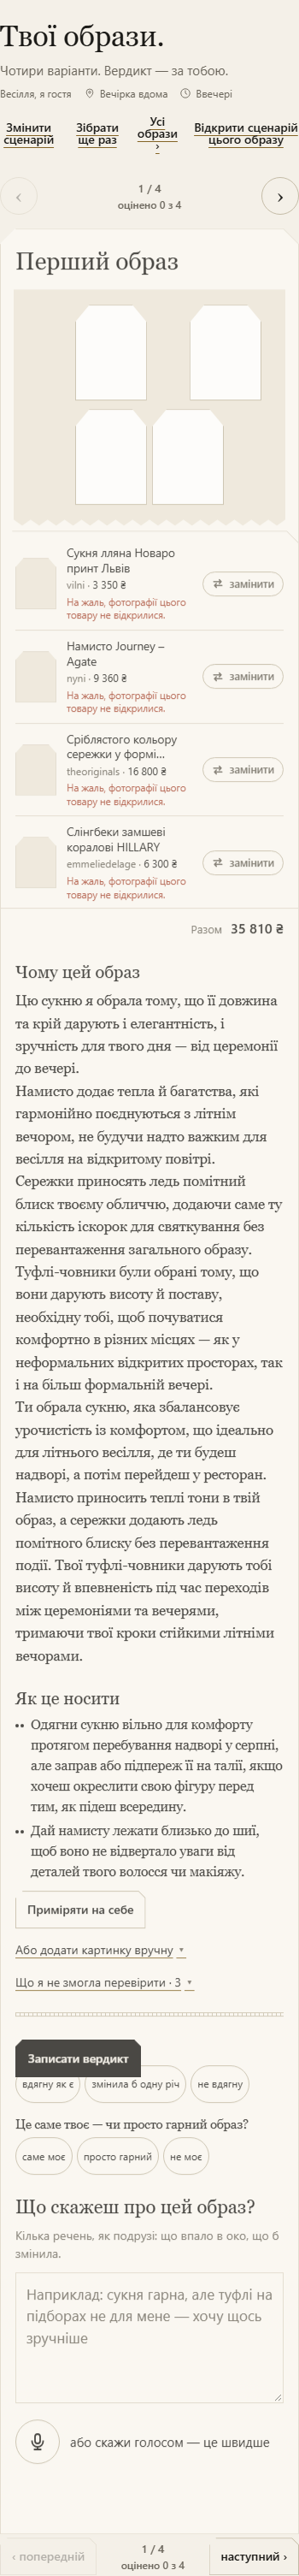 Твої образи.
Чотири варіанти. Вердикт — за тобою.
Весілля, я гостя Вечірка вдома Ввечері
Змінити сценарій
Зібрати ще раз
Усі образи ›
Відкрити сценарій цього образу
‹
1 / 4
оцінено 0 з 4
›
Перший образ
Сукня лляна Новаро
принт Львів
vilni · 3 350 ₴
На жаль, фотографії цього
товару не відкрилися.
⇄ замінити
Намисто Journey –
Agate
nyni · 9 360 ₴
На жаль, фотографії цього
товару не відкрилися.
⇄ замінити
Сріблястого кольору
сережки у формі...
theoriginals · 16 800 ₴
На жаль, фотографії цього
товару не відкрилися.
⇄ замінити
Слінгбеки замшеві
коралові HILLARY
emmeliedelage · 6 300 ₴
На жаль, фотографії цього
товару не відкрилися.
⇄ замінити
Разом 35 810 ₴
Чому цей образ
Цю сукню я обрала тому, що її довжина
та крій дарують і елегантність, і
зручність для твого дня — від церемонії
до вечері.
Намисто додає тепла й багатства, які
гармонійно поєднуються з літнім
вечором, не будучи надто важким для
весілля на відкритому повітрі.
Сережки приносять ледь помітний
блиск твоєму обличчю, додаючи саме ту
кількість іскорок для святкування без
перевантаження загального образу.
Туфлі-човники були обрані тому, що
вони дарують висоту й поставу,
необхідну тобі, щоб почуватися
комфортно в різних місцях — як у
неформальних відкритих просторах, так
і на більш формальній вечері.
Ти обрала сукню, яка збалансовує
урочистість із комфортом, що ідеально
для літнього весілля, де ти будеш
надворі, а потім перейдеш у ресторан.
Намисто приносить теплі тони в твій
образ, а сережки додають ледь
помітного блиску без перевантаження
події. Твої туфлі-човники дарують тобі
висоту й впевненість під час переходів
між церемоніями та вечерями,
тримаючи твої кроки стійкими літніми
вечорами.
Як це носити
Одягни сукню вільно для комфорту
протягом перебування надворі у серпні,
але заправ або підпереж її на талії, якщо
хочеш окреслити свою фігуру перед
тим, як підеш всередину.
Дай намисту лежати близько до шиї,
щоб воно не відвертало уваги від
деталей твого волосся чи макіяжу.
Приміряти на себе
Або додати картинку вручну ▾
Що я не змогла перевірити · 3 ▾
Записати вердикт
вдягну як є
змінила б одну річ
не вдягну
Це саме твоє — чи просто гарний образ?
саме моє
просто гарний
не моє
Що скажеш про цей образ?
Кілька речень, як подрузі: що впало в око, що б
змінила.
Наприклад: сукня гарна, але туфлі на
підборах не для мене — хочу щось
зручніше
або скажи голосом — це швидше
‹ попередній
1 / 4
оцінено 0 з 4
наступний ›